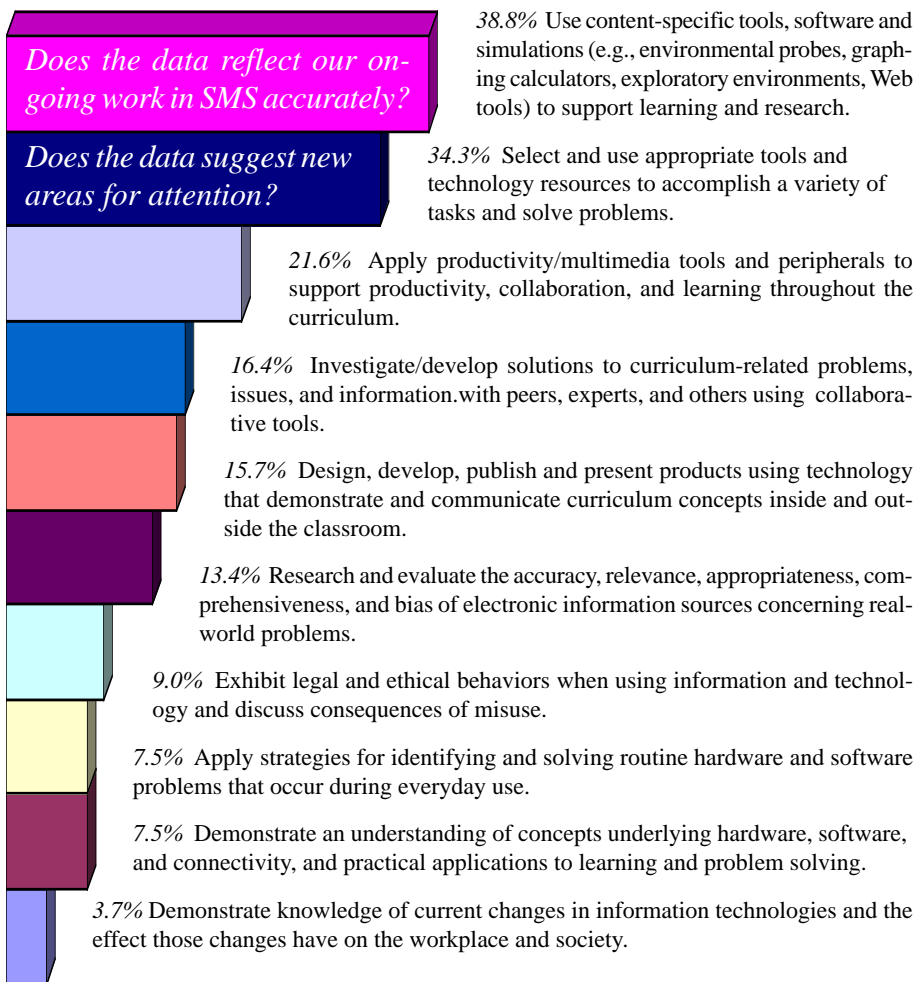 Does the data reflect our on-
going work in SMS accurately?
38.8% Use content-specific tools, software and
simulations (e.g., environmental probes, graph-
ing calculators, exploratory environments, Web
tools) to support learning and research.
Does the data suggest new
areas for attention?
34.3% Select and use appropriate tools and
technology resources to accomplish a variety of
tasks and solve problems.
21.6% Apply productivity/multimedia tools and peripherals to
support productivity, collaboration, and learning throughout the
curriculum.
16.4% Investigate/develop solutions to curriculum-related problems,
issues, and information.with peers, experts, and others using collabora-
tive tools.
15.7% Design, develop, publish and present products using technology
that demonstrate and communicate curriculum concepts inside and out-
side the classroom.
13.4% Research and evaluate the accuracy, relevance, appropriateness, com-
prehensiveness, and bias of electronic information sources concerning real-
world problems.
9.0% Exhibit legal and ethical behaviors when using information and technol-
ogy and discuss consequences of misuse.
7.5% Apply strategies for identifying and solving routine hardware and software
problems that occur during everyday use.
7.5% Demonstrate an understanding of concepts underlying hardware, software,
and connectivity, and practical applications to learning and problem solving.
3.7% Demonstrate knowledge of current changes in information technologies and the
effect those changes have on the workplace and society.